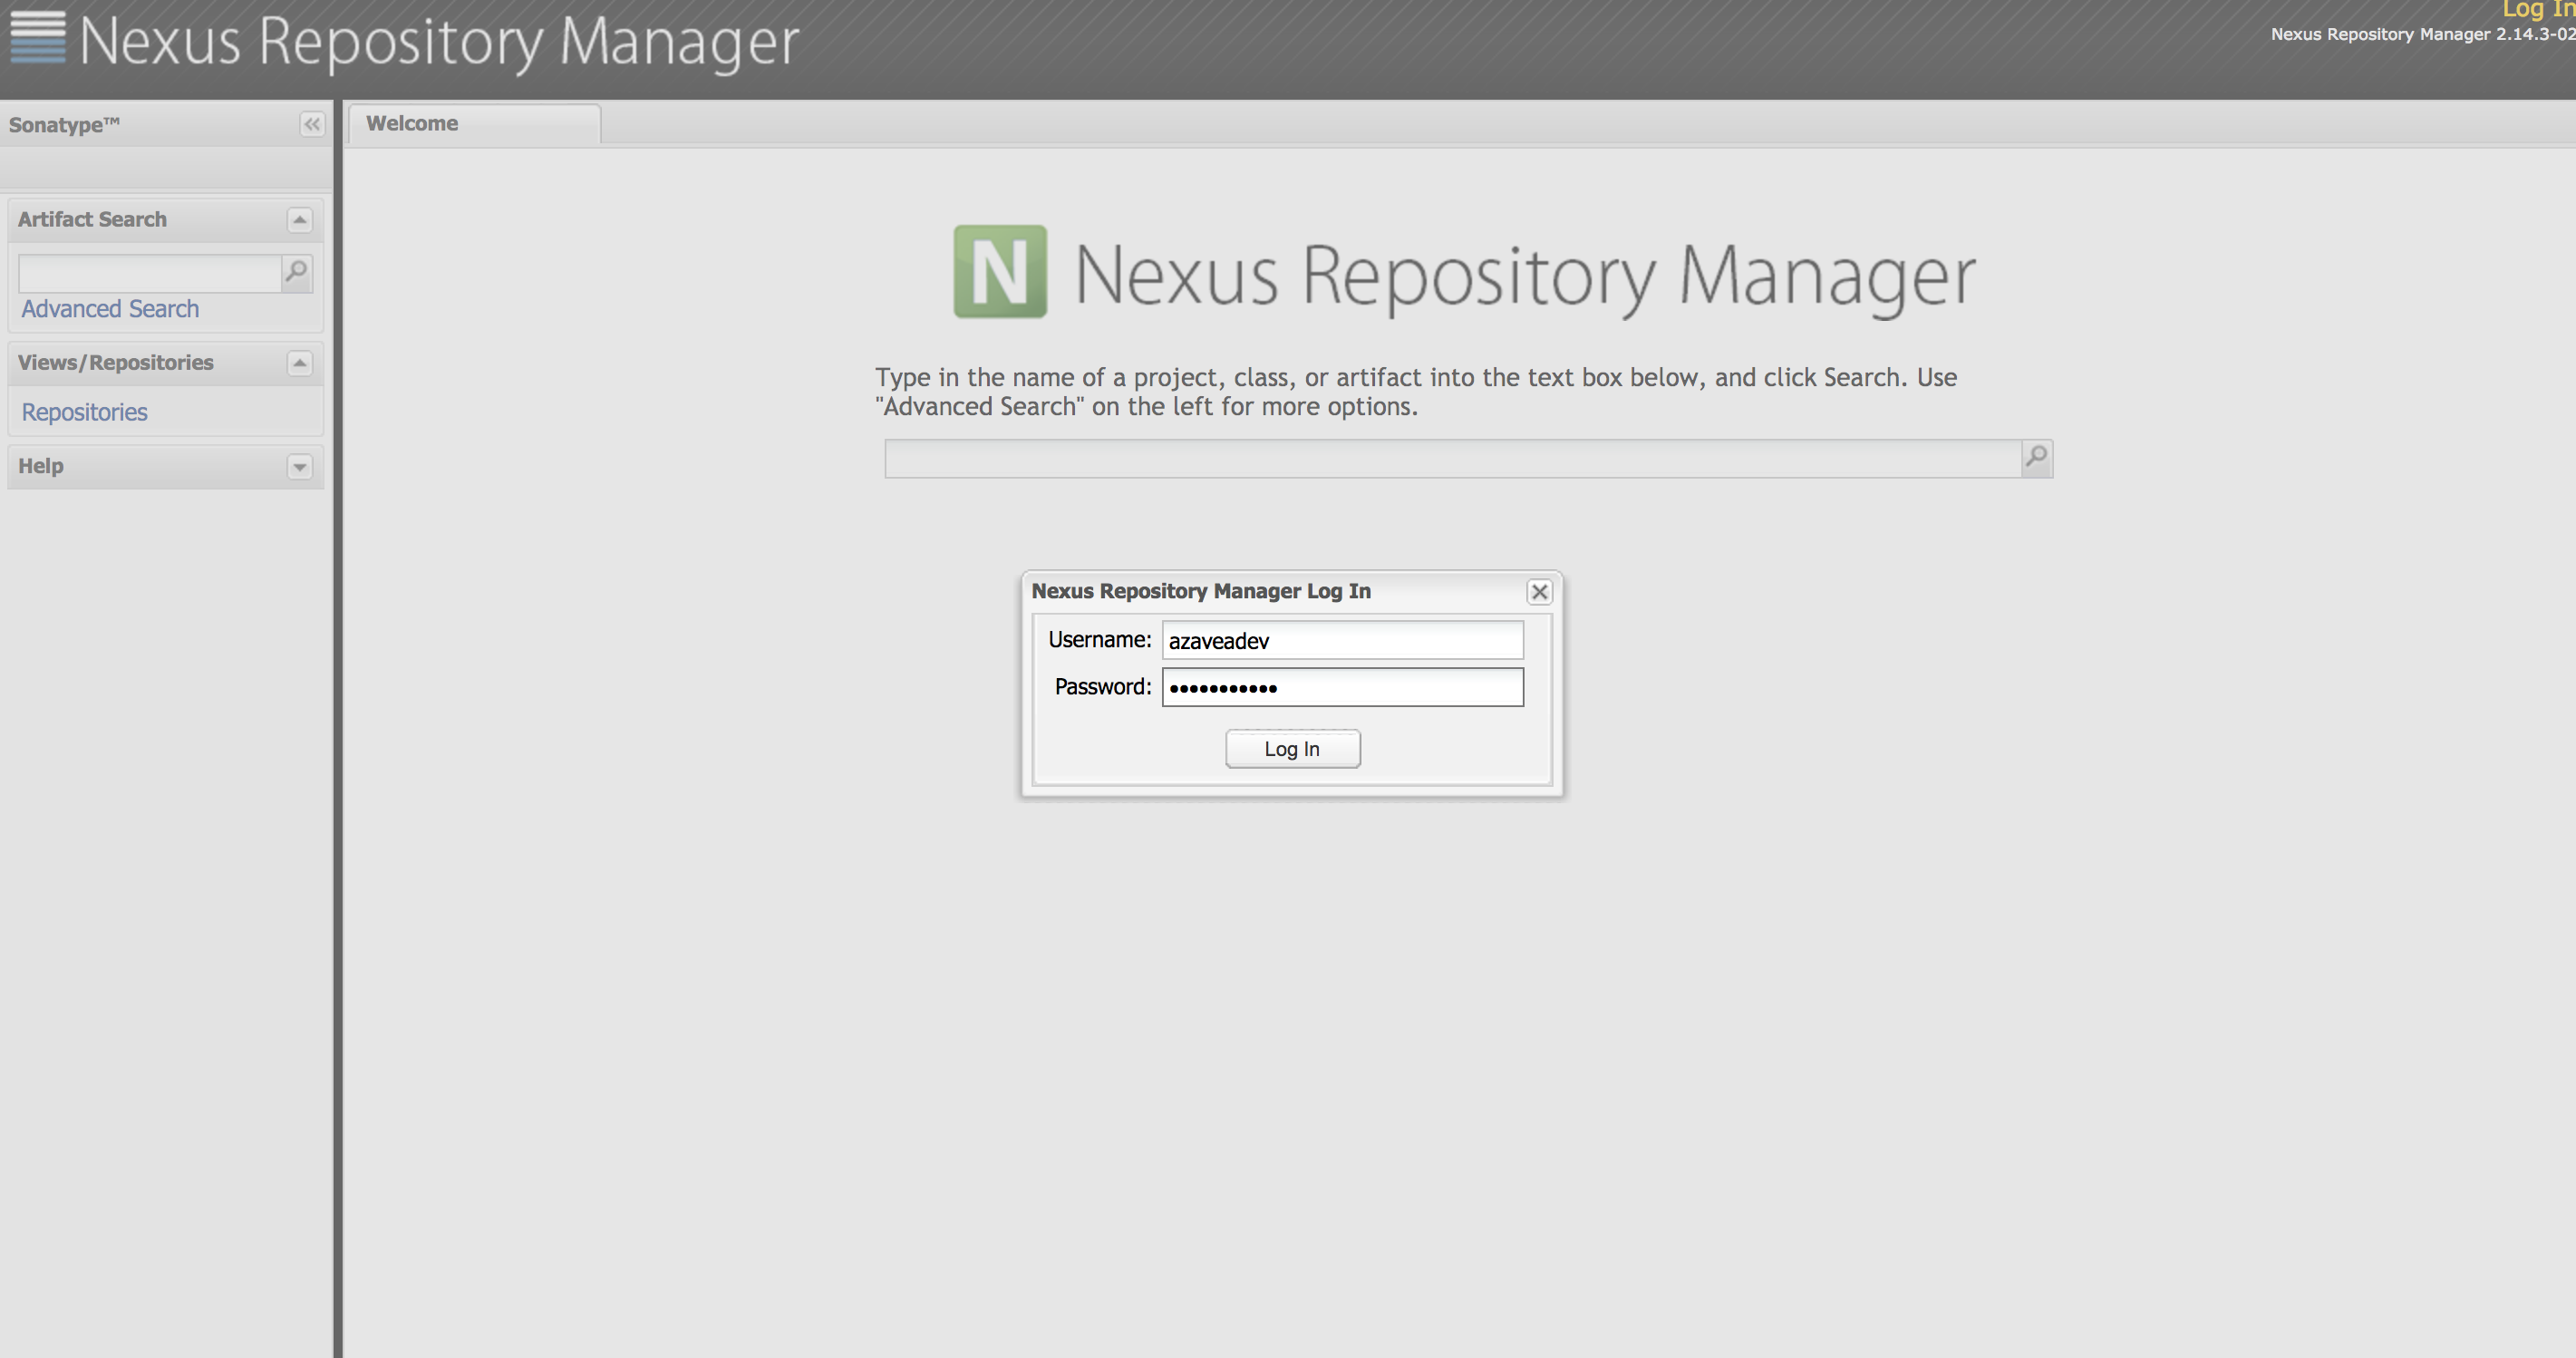 Nexus Repository Manager
Log In
Nexus Repository Manager 2.14.3-02
Sonatype™
Welcome
Artifact Search
Advanced Search
Views/Repositories
Repositories
Help
N Nexus Repository Manager
Type in the name of a project, class, or artifact into the text box below, and click Search. Use
"Advanced Search" on the left for more options.
Nexus Repository Manager Log In
Username: azaveadev
Password: •••••••••••
Log In